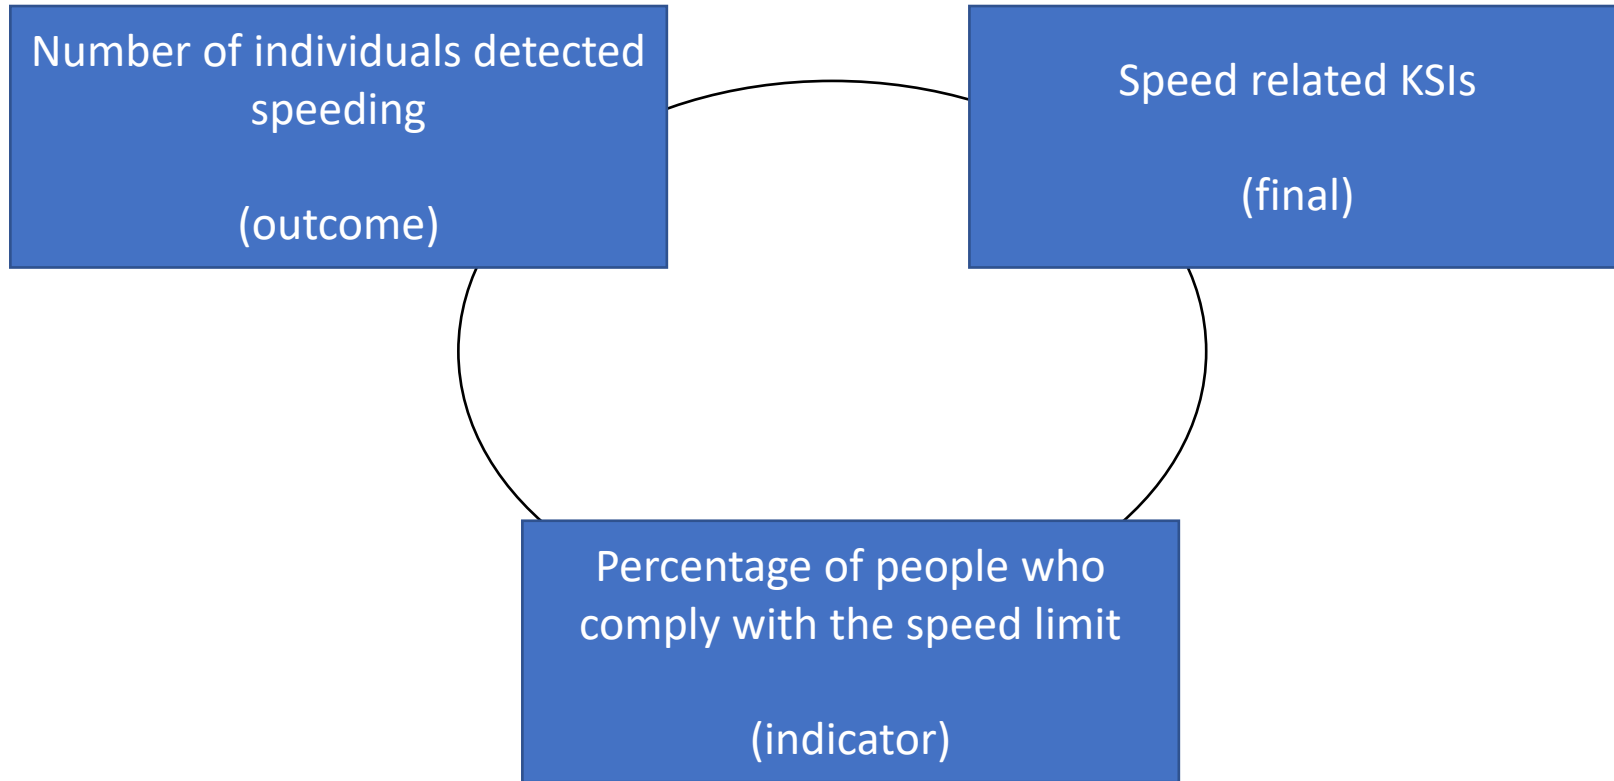 Number of individuals detected
speeding
(outcome)
Speed related KSIs
(final)
Percentage of people who
comply with the speed limit
(indicator)